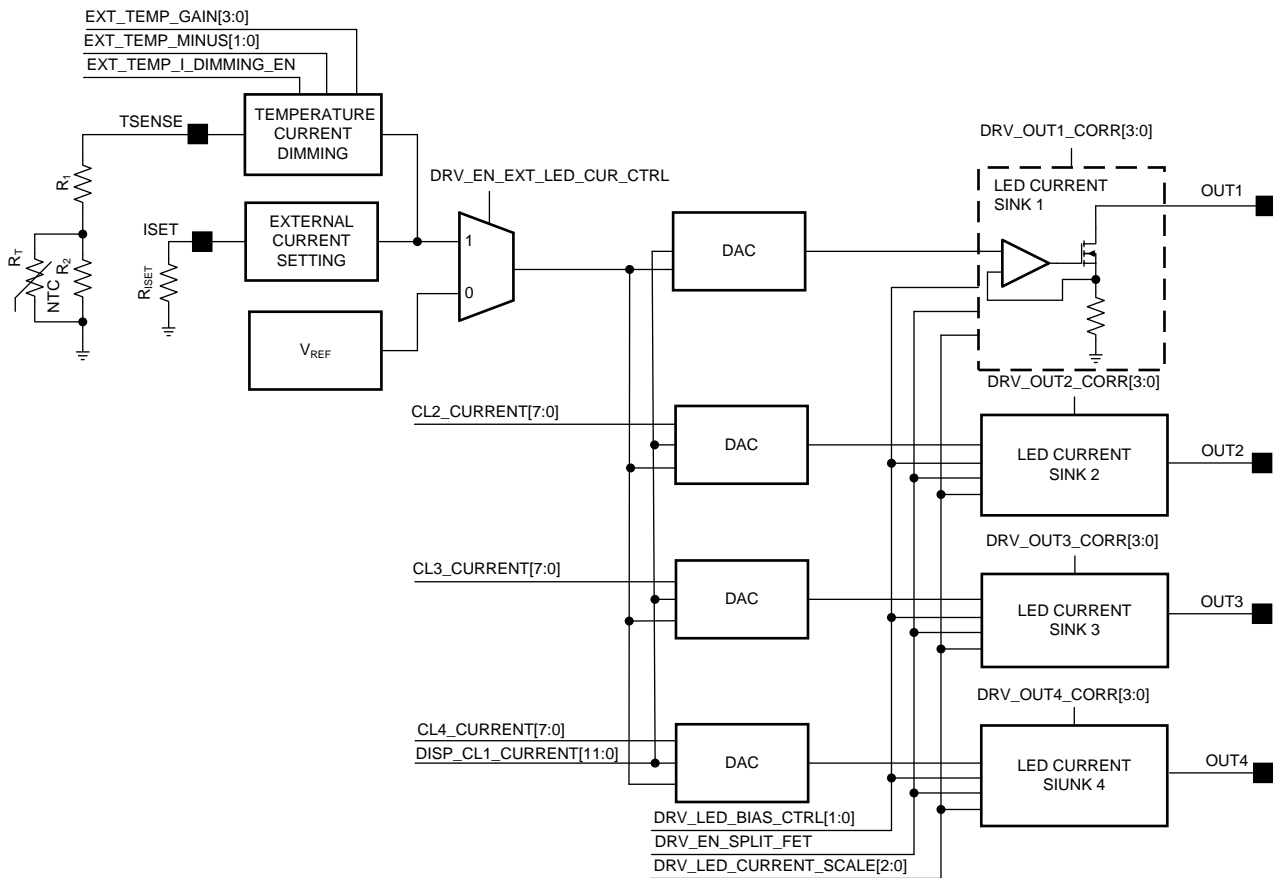 EXT_TEMP_GAIN[3:0]
EXT_TEMP_MINUS[1:0]
EXT_TEMP_I_DIMMING_EN
TSENSE
TEMPERATURE
CURRENT
DIMMING
R1
RT
NTC
R2
ISET
RISET
EXTERNAL
CURRENT
SETTING
VREF
DRV_EN_EXT_LED_CUR_CTRL
1
0
DAC
DRV_OUT1_CORR[3:0]
LED CURRENT
SINK 1
OUT1
CL2_CURRENT[7:0]
DAC
DRV_OUT2_CORR[3:0]
LED CURRENT
SINK 2
OUT2
CL3_CURRENT[7:0]
DAC
DRV_OUT3_CORR[3:0]
LED CURRENT
SINK 3
OUT3
CL4_CURRENT[7:0]
DISP_CL1_CURRENT[11:0]
DAC
DRV_OUT4_CORR[3:0]
LED CURRENT
SIUNK 4
OUT4
DRV_LED_BIAS_CTRL[1:0]
DRV_EN_SPLIT_FET
DRV_LED_CURRENT_SCALE[2:0]